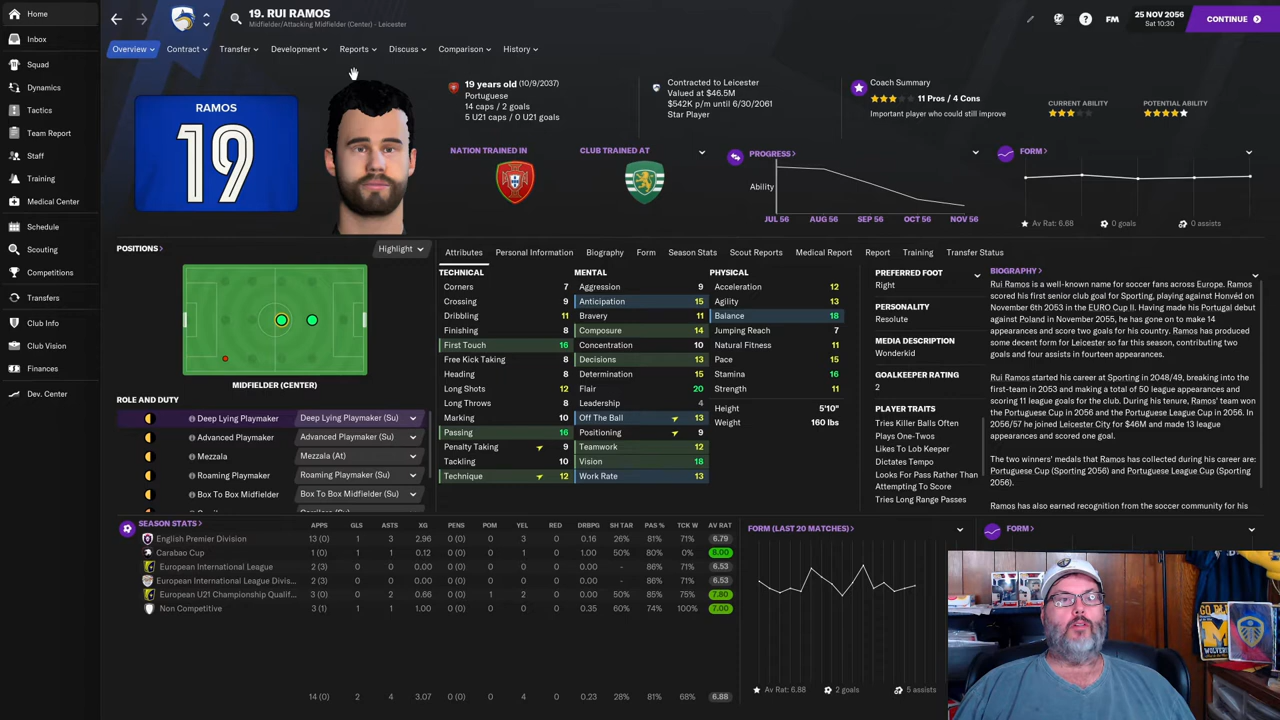 Home
Inbox
Squad
Dynamics
Tactics
Team Report
Staff
Training
Medical Center
Schedule
Scouting
Competitions
Transfers
Club Info
Club Vision
Finances
Dev. Center
19. RUI RAMOS
Midfielder/Attacking Midfielder (Center) - Leicester
FM
25 NOV 2056
Sat 10:30
CONTINUE
Overview
Contract
Transfer
Development
Reports
Discuss
Comparison
History
RAMOS
19
19 years old (10/9/2037)
Portuguese
14 caps / 2 goals
5 U21 caps / 0 U21 goals
Contracted to Leicester
Valued at $46.5M
$542K p/m until 6/30/2061
Star Player
Coach Summary
11 Pros / 4 Cons
Important player who could still improve
CURRENT ABILITY
POTENTIAL ABILITY
NATION TRAINED IN
CLUB TRAINED AT
PROGRESS
Ability
JUL 56 AUG 56 SEP 56 OCT 56 NOV 56
FORM
Av Rat: 6.68 0 goals 0 assists
POSITIONS
Highlight
MIDFIELDER (CENTER)
ROLE AND DUTY
Deep Lying Playmaker Deep Lying Playmaker (Su)
Advanced Playmaker Advanced Playmaker (Su)
Mezzala Mezzala (At)
Roaming Playmaker Roaming Playmaker (Su)
Box To Box Midfielder Box To Box Midfielder (Su)
Attributes Personal Information Biography Form Season Stats Scout Reports Medical Report Report Training Transfer Status
TECHNICAL
Corners 7
Crossing 9
Dribbling 11
Finishing 8
First Touch 16
Free Kick Taking 8
Heading 8
Long Shots 12
Long Throws 8
Marking 10
Passing 16
Penalty Taking 9
Tackling 10
Technique 12
MENTAL
Aggression 9
Anticipation 15
Bravery 11
Composure 14
Concentration 10
Decisions 13
Determination 15
Flair 20
Leadership 4
Off The Ball 13
Positioning 9
Teamwork 12
Vision 18
Work Rate 13
PHYSICAL
Acceleration 12
Agility 13
Balance 18
Jumping Reach 7
Natural Fitness 11
Pace 15
Stamina 16
Strength 11
Height 5'10"
Weight 160 lbs
PREFERRED FOOT
Right
PERSONALITY
Resolute
MEDIA DESCRIPTION
Wonderkid
GOALKEEPER RATING
2
PLAYER TRAITS
Tries Killer Balls Often
Plays One-Twos
Likes To Lob Keeper
Dictates Tempo
Looks For Pass Rather Than
Attempting To Score
Tries Long Range Passes
BIOGRAPHY
Rui Ramos is a well-known name for soccer fans across Europe. Ramos
scored his first senior club goal for Sporting, playing against Honvéd on
November 6th 2053 in the EURO Cup II. Having made his Portugal debut
against Poland in November 2055, he has gone on to make 14
appearances and score two goals for his country. Ramos has produced
some decent form for Leicester so far this season, contributing two
goals and four assists in fourteen appearances.
Rui Ramos started his career at Sporting in 2048/49, breaking into the
first-team in 2053 and making a total of 50 league appearances and
scoring 11 league goals for the club. During his tenure, Ramos' team won
the Portuguese Cup in 2056 and the Portuguese League Cup in 2056. In
2056/57 he joined Leicester City for $46M and made 13 league
appearances and scored one goal.
The two winners' medals that Ramos has collected during his career are:
Portuguese Cup (Sporting 2056) and Portuguese League Cup (Sporting
2056).
Ramos has also earned recognition from the soccer community for his
SEASON STATS APPS GLS ASTS XG PENS POM YEL RED DRBPG SH TAR PAS % TCK W AV RAT
English Premier Division 13 (0) 1 3 2.96 0 (0) 0 3 0 0.16 26% 81% 71% 6.79
Carabao Cup 1 (0) 1 1 0.12 0 (0) 0 1 0 1.00 50% 80% 0% 8.00
European International League 2 (3) 0 0 0.00 0 (0) 0 0 0 0.00 - 86% 71% 6.53
European International League Divis... 2 (3) 0 0 0.00 0 (0) 0 0 0 0.00 - 86% 71% 6.53
European U21 Championship Qualif... 3 (0) 0 2 0.66 0 (0) 1 2 0 0.00 50% 85% 75% 7.80
Non Competitive 3 (1) 1 1 1.00 0 (0) 0 0 0 0.35 60% 74% 100% 7.00
14 (0) 2 4 3.07 0 (0) 0 4 0 0.23 28% 81% 68% 6.88
FORM (LAST 20 MATCHES)
Av Rat: 6.88 2 goals 5 assists
FORM